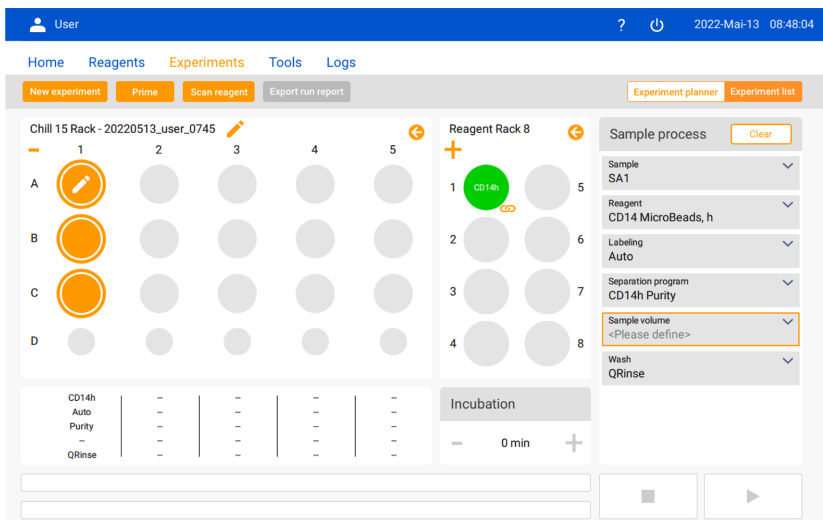 User
? 2022-Mai-13 08:48:04
Home Reagents Experiments Tools Logs
New experiment Prime Scan reagent Export run report Experiment planner Experiment list
Chill 15 Rack - 20220513_user_0745
1 2 3 4 5
A
B
C
D
Reagent Rack 8
1 CD14h 5
2 6
3 7
4 8
Sample process Clear
Sample
SA1
Reagent
CD14 MicroBeads, h
Labeling
Auto
Separation program
CD14h Purity
Sample volume
<Please define>
Wash
QRinse
CD14h -- -- -- --
Auto -- -- -- --
Purity -- -- -- --
-- -- -- -- --
QRinse -- -- -- --
Incubation
0 min